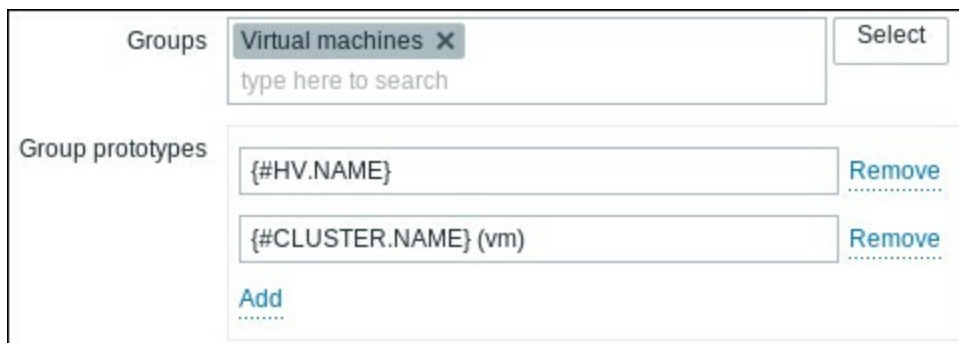 Groups Virtual machines × Select
type here to search
Group prototypes
{#HV.NAME} Remove
{#CLUSTER.NAME} (vm) Remove
Add